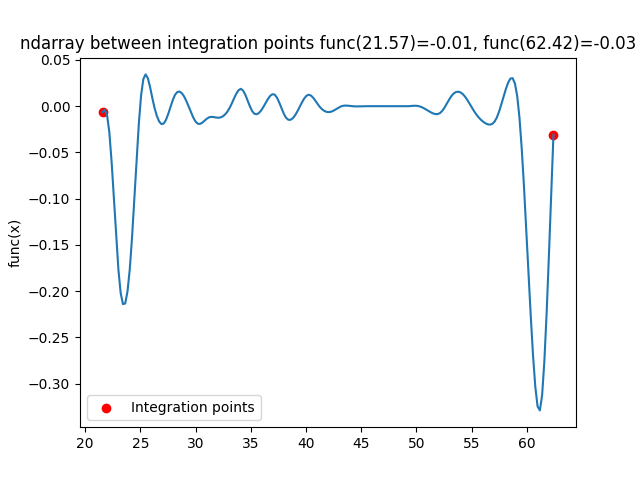 ndarray between integration points func(21.57)=-0.01, func(62.42)=-0.03
0.05
0.00
−0.05
−0.10
−0.15
−0.20
−0.25
−0.30
func(x)
Integration points
20 25 30 35 40 45 50 55 60